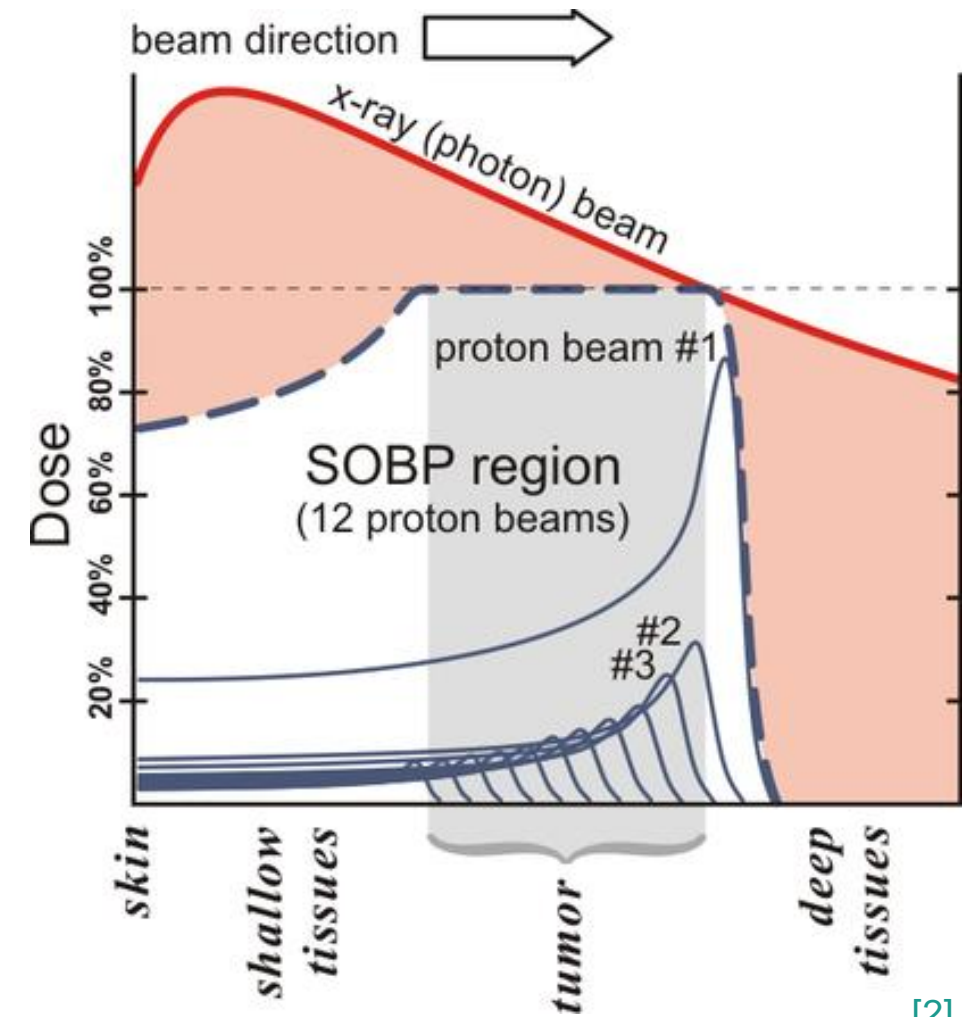 beam direction
x-ray (photon) beam
100%
80%
60%
40%
20%
Dose
proton beam #1
SOBP region
(12 proton beams)
#2
#3
skin
shallow
tissues
tumor
deep
tissues
[2]